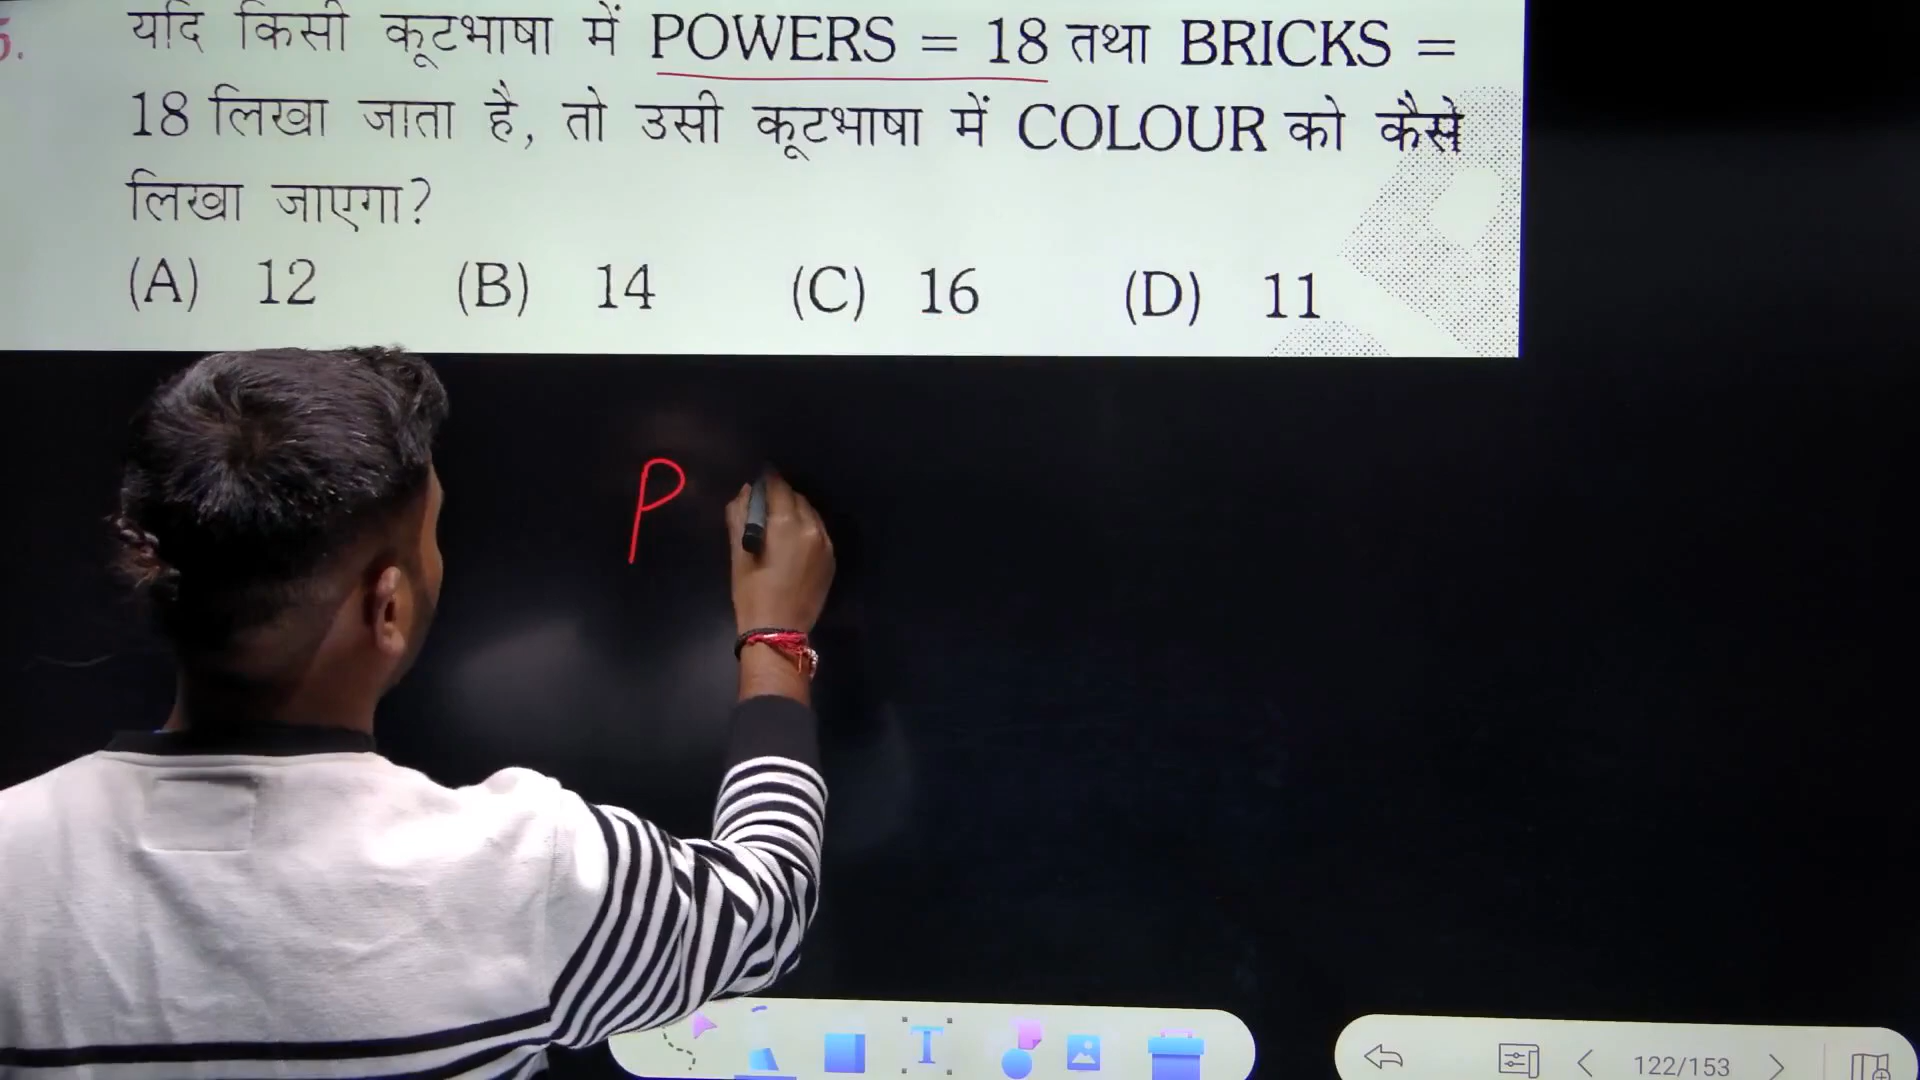 5. यदि किसी कूटभाषा में POWERS = 18 तथा BRICKS =
18 लिखा जाता है, तो उसी कूटभाषा में COLOUR को कैसे
लिखा जाएगा?
(A) 12 (B) 14 (C) 16 (D) 11
P
T
122/153